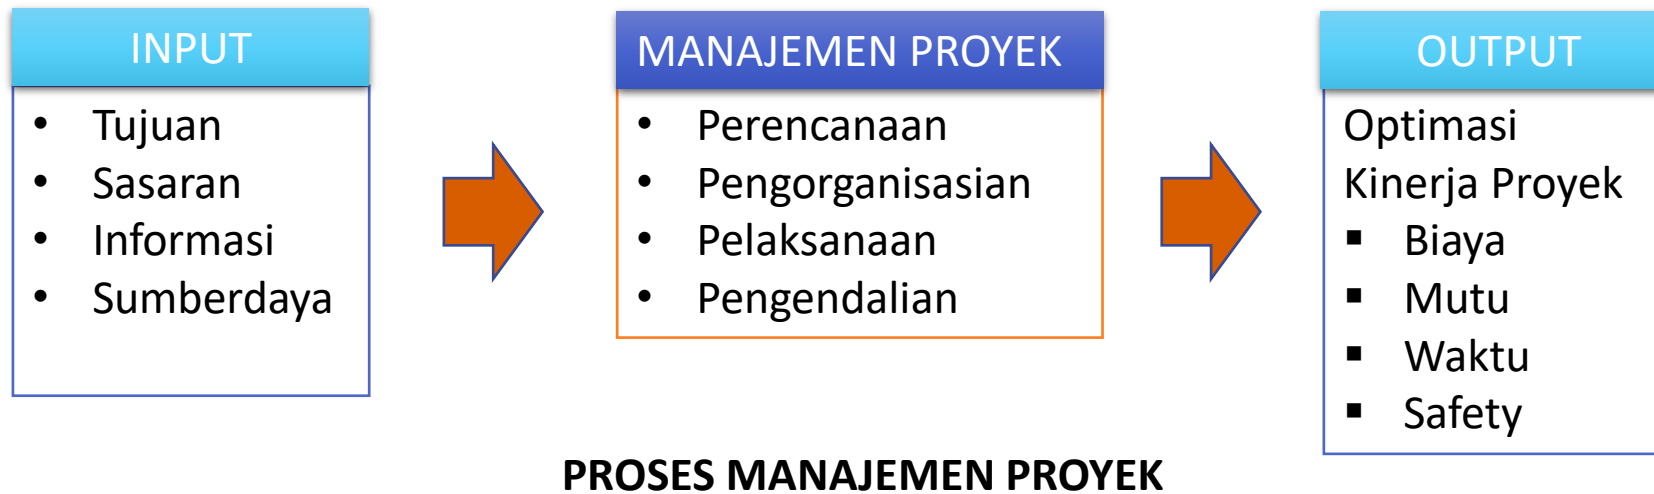 INPUT
• Tujuan
• Sasaran
• Informasi
• Sumberdaya
MANAJEMEN PROYEK
• Perencanaan
• Pengorganisasian
• Pelaksanaan
• Pengendalian
OUTPUT
Optimasi
Kinerja Proyek
▪ Biaya
▪ Mutu
▪ Waktu
▪ Safety
PROSES MANAJEMEN PROYEK